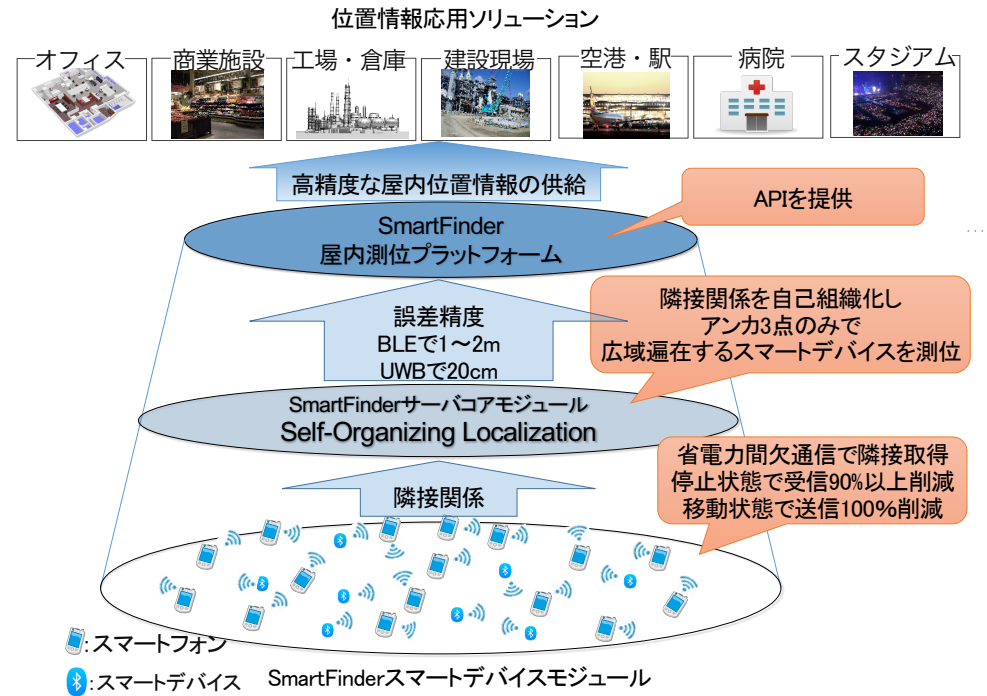 位置情報応用ソリューション
オフィス
商業施設
工場・倉庫
建設現場
空港・駅
病院
スタジアム
高精度な屋内位置情報の供給
APIを提供
SmartFinder
屋内測位プラットフォーム
...
誤差精度
BLEで1～2m
UWBで20cm
隣接関係を自己組織化し
アンカ3点のみで
広域遍在するスマートデバイスを測位
SmartFinderサーバコアモジュール
Self-Organizing Localization
省電力間欠通信で隣接取得
停止状態で受信90%以上削減
移動状態で送信100%削減
隣接関係
:スマートフォン
:スマートデバイス
SmartFinderスマートデバイスモジュール